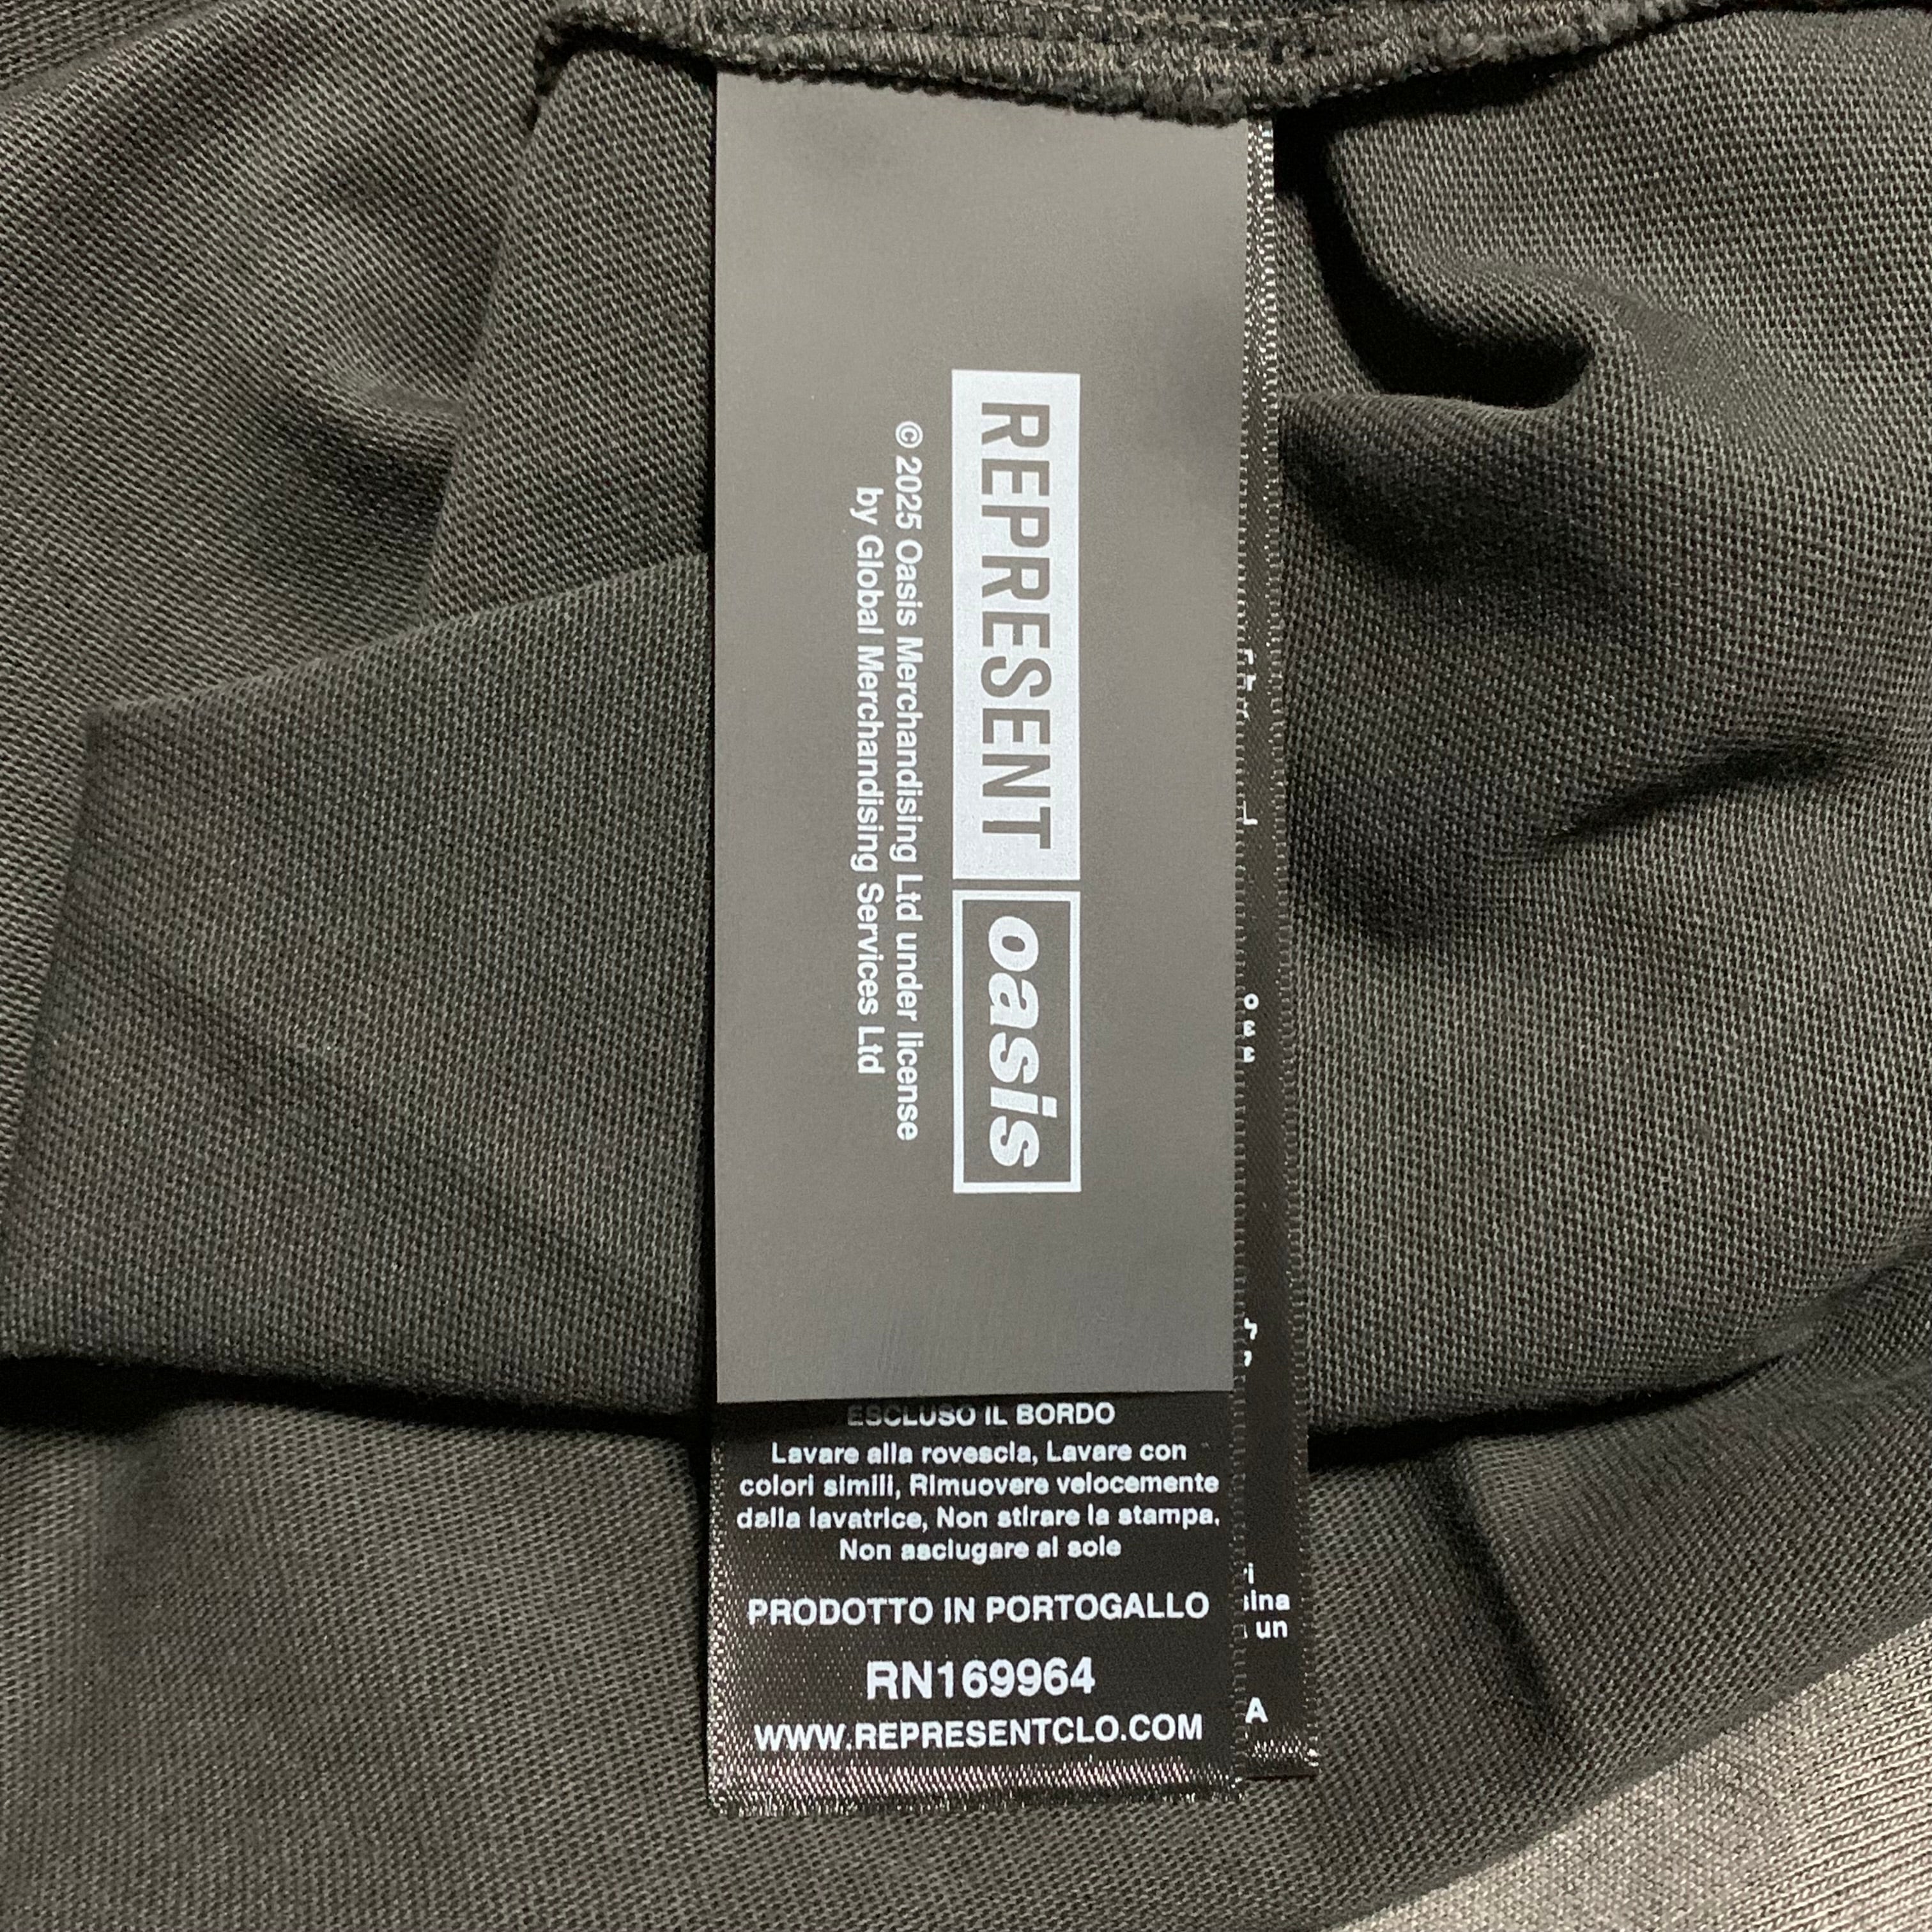 REPRESENT oasis
© 2025 Oasis Merchandising Ltd under license
by Global Merchandising Services Ltd
ESCLUSO IL BORDO
Lavare alla rovescia, Lavare con
colori simili, Rimuovere velocemente
dalla lavatrice, Non stirare la stampa,
Non asciugare al sole
PRODOTTO IN PORTOGALLO
RN169964
WWW.REPRESENTCLO.COM
un
A